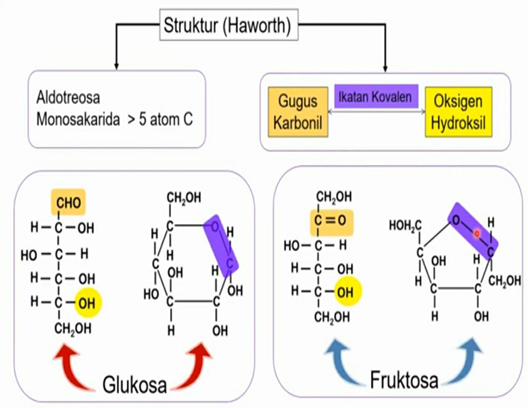 Struktur (Haworth)
Aldotreosa
Monosakarida > 5 atom C
Gugus
Karbonil
Ikatan Kovalen
Oksigen
Hydroksil
CHO
H – C – OH
HO – C – H
H – C – OH
H – C – OH
CH₂OH
CH₂OH
C
O
H
H
H
C
C
H
OH
HO
OH
H
C
C
H
OH
Glukosa
CH₂OH
C = O
HO – C – H
H – C – OH
H – C – OH
CH₂OH
HOH₂C
O
H
C
C
OH
H
H
CH₂OH
C
C
H
OH
Fruktosa